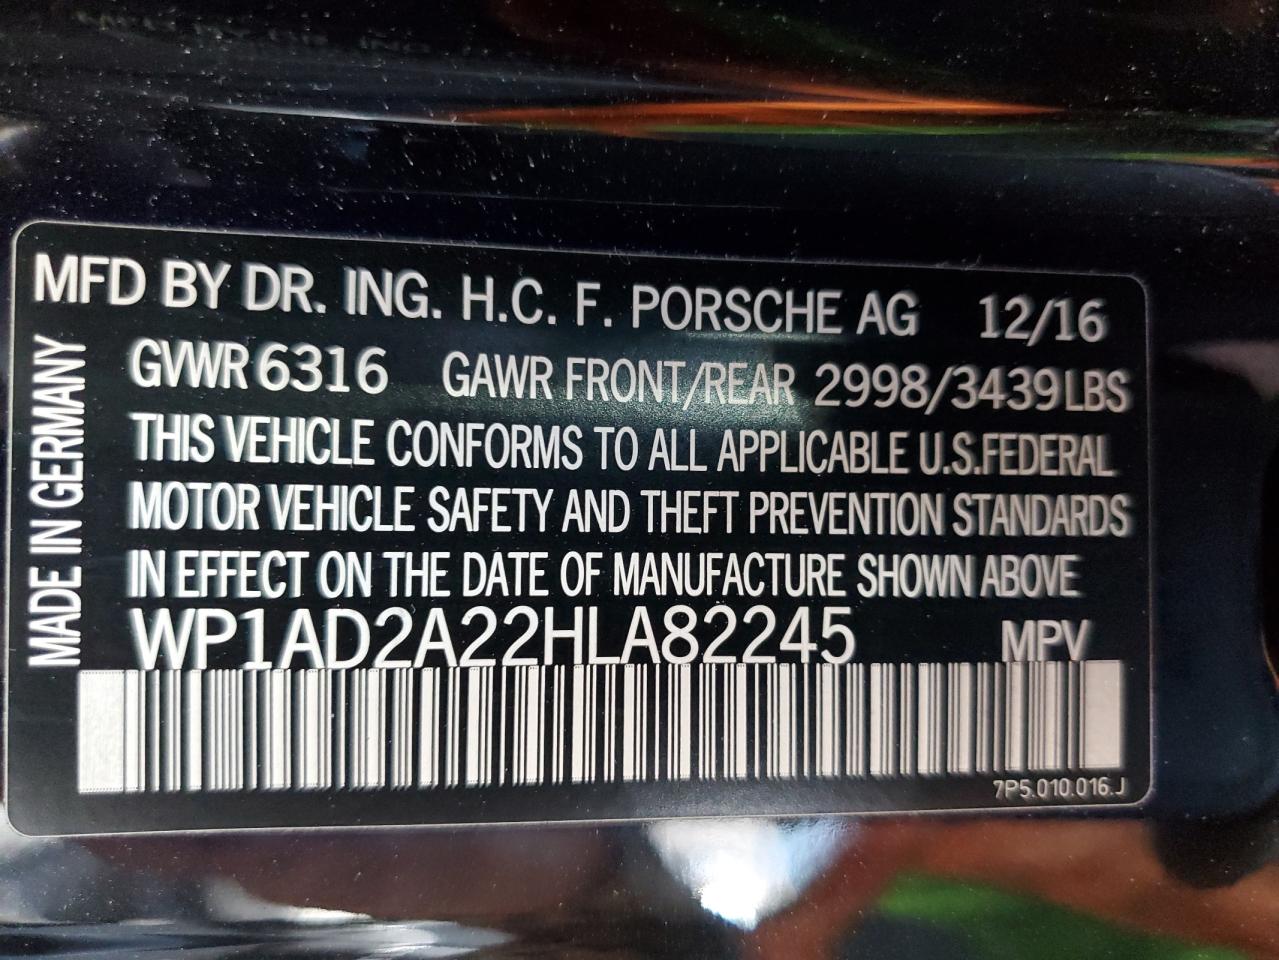 MFD BY DR. ING. H.C. F. PORSCHE AG 12/16
GVWR 6316 GAWR FRONT/REAR 2998/3439LBS
THIS VEHICLE CONFORMS TO ALL APPLICABLE U.S.FEDERAL
MOTOR VEHICLE SAFETY AND THEFT PREVENTION STANDARDS
IN EFFECT ON THE DATE OF MANUFACTURE SHOWN ABOVE
WP1AD2A22HLA82245 MPV
7P5.010.016.J
MADE IN GERMANY